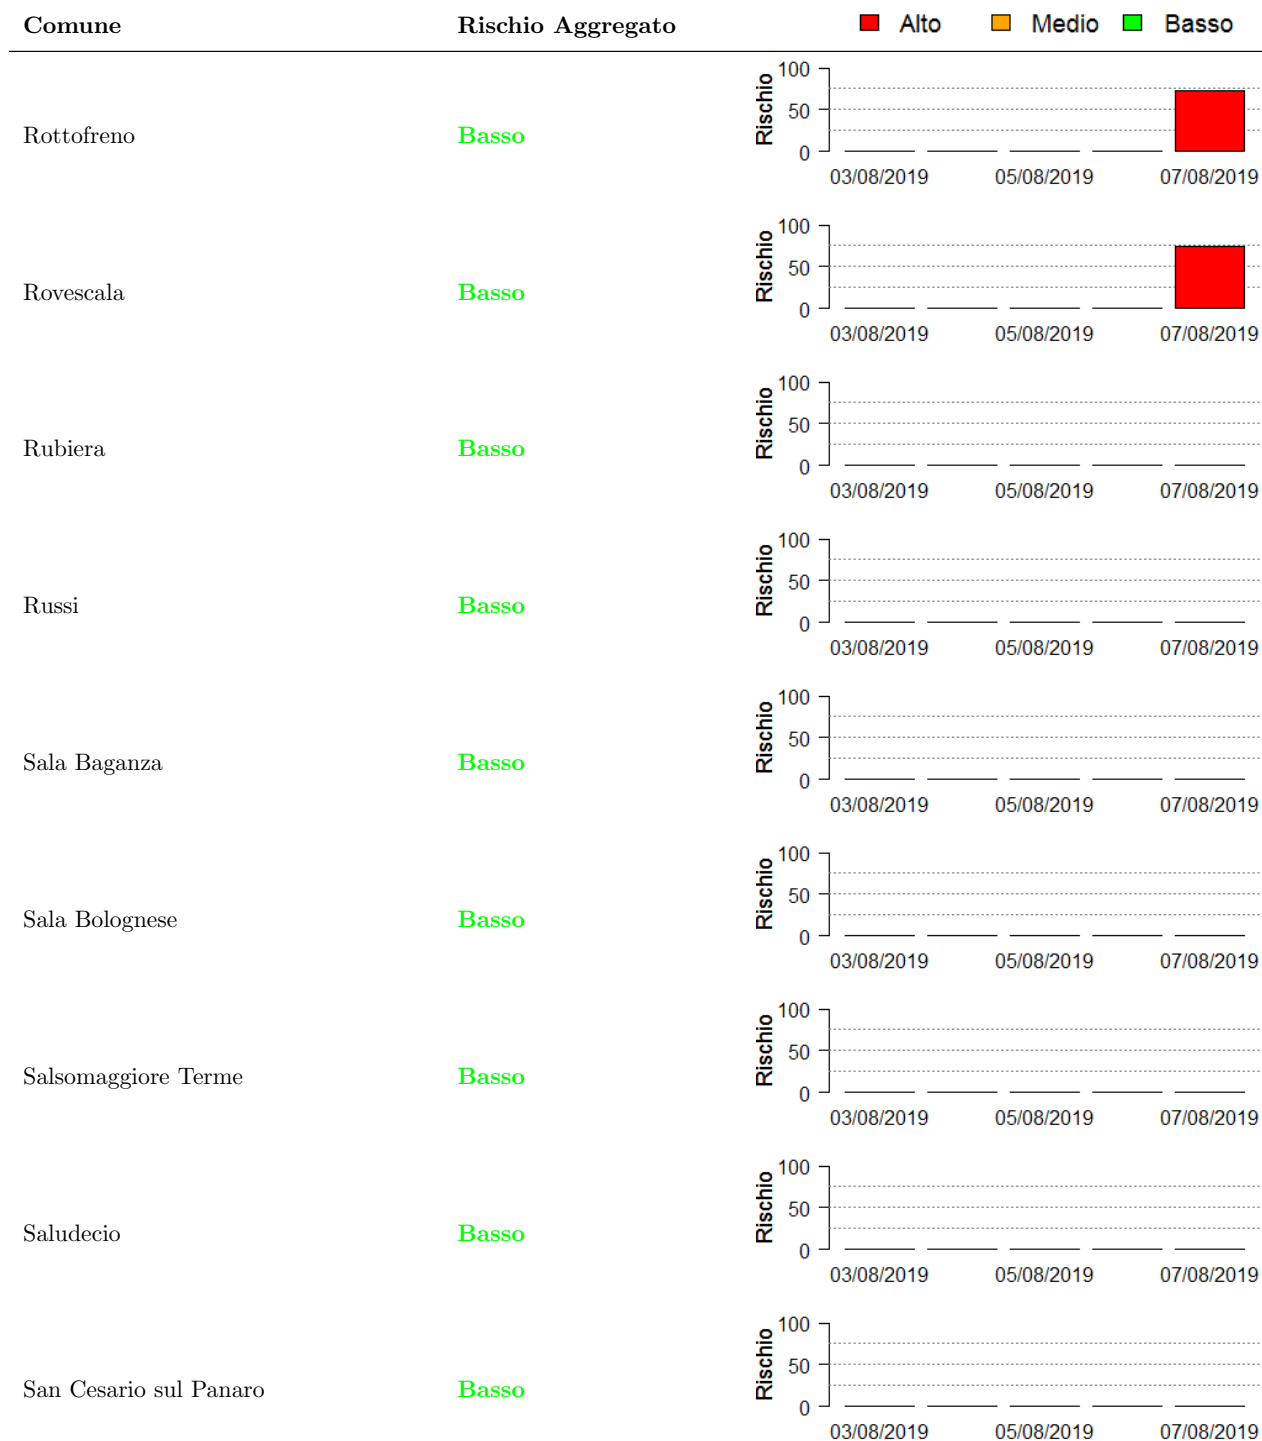 Comune Rischio Aggregato Alto Medio Basso
Rottofreno Basso
Rischio
100
50
0
03/08/2019 05/08/2019 07/08/2019
Rovescala Basso
Rischio
100
50
0
03/08/2019 05/08/2019 07/08/2019
Rubiera Basso
Rischio
100
50
0
03/08/2019 05/08/2019 07/08/2019
Russi Basso
Rischio
100
50
0
03/08/2019 05/08/2019 07/08/2019
Sala Baganza Basso
Rischio
100
50
0
03/08/2019 05/08/2019 07/08/2019
Sala Bolognese Basso
Rischio
100
50
0
03/08/2019 05/08/2019 07/08/2019
Salsomaggiore Terme Basso
Rischio
100
50
0
03/08/2019 05/08/2019 07/08/2019
Saludecio Basso
Rischio
100
50
0
03/08/2019 05/08/2019 07/08/2019
San Cesario sul Panaro Basso
Rischio
100
50
0
03/08/2019 05/08/2019 07/08/2019